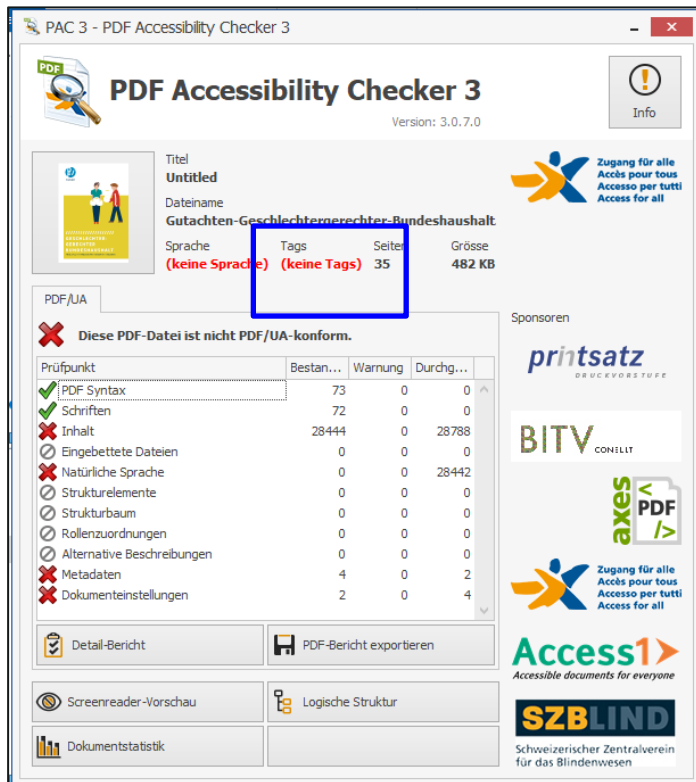 PAC 3 - PDF Accessibility Checker 3
PDF
PDF Accessibility Checker 3
Version: 3.0.7.0
Info
Titel
Untitled
Dateiname
Gutachten-Geschlechtergerechter-Bundeshaushalt
Sprache Tags Seiten Grösse
(keine Sprache) (keine Tags) 35 482 KB
GESCHLECHTER
GERECHTER
BUNDESHAUSHALT
Zugang für alle
Accès pour tous
Accesso per tutti
Access for all
PDF/UA
Diese PDF-Datei ist nicht PDF/UA-konform.
Prüfpunkt Bestan... Warnung Durchg...
PDF Syntax 73 0 0
Schriften 72 0 0
Inhalt 28444 0 28788
Eingebettete Dateien 0 0 0
Natürliche Sprache 0 0 28442
Strukturelemente 0 0 0
Strukturbaum 0 0 0
Rollenzuordnungen 0 0 0
Alternative Beschreibungen 0 0 0
Metadaten 4 0 2
Dokumenteinstellungen 2 0 4
Detail-Bericht
PDF-Bericht exportieren
Screenreader-Vorschau
Logische Struktur
Dokumentstatistik
Sponsoren
printsatz
DRUCKVORSTUFE
BITV CONSULT
axes
<
PDF
/>
Zugang für alle
Accès pour tous
Accesso per tutti
Access for all
Access1
Accessible documents for everyone
SZBLIND
Schweizerischer Zentralverein
für das Blindenwesen